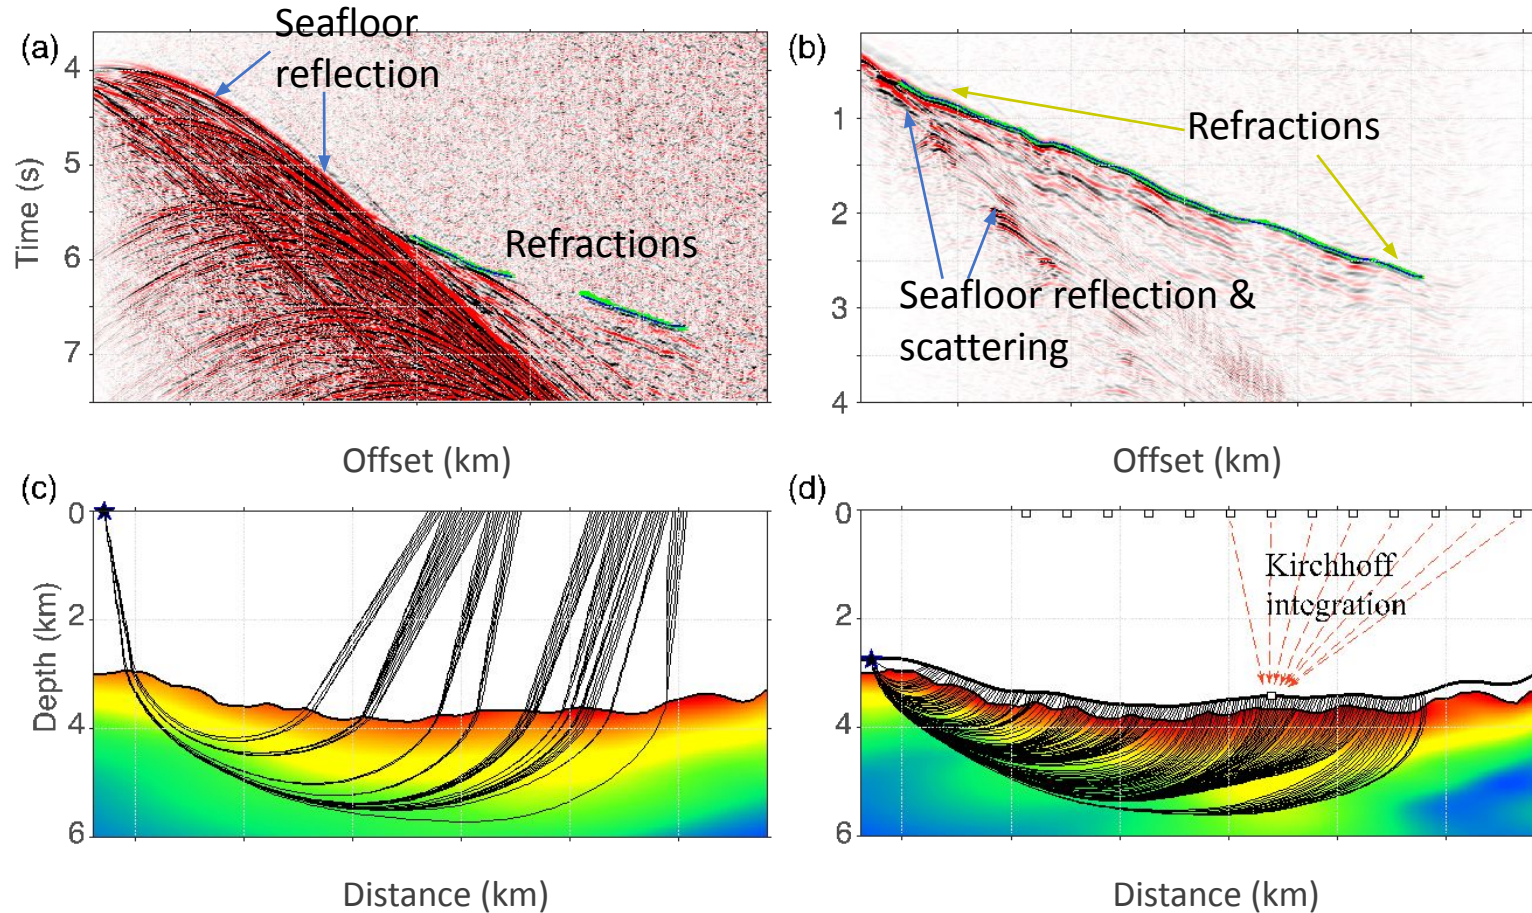 (a)
Seafloor
reflection
Refractions
4
5
6
7
Time (s)
Offset (km)
(b)
Refractions
Seafloor reflection &
scattering
1
2
3
4
Offset (km)
(c)
0
2
4
6
Depth (km)
Distance (km)
(d)
Kirchhoff
integration
0
2
4
6
Distance (km)